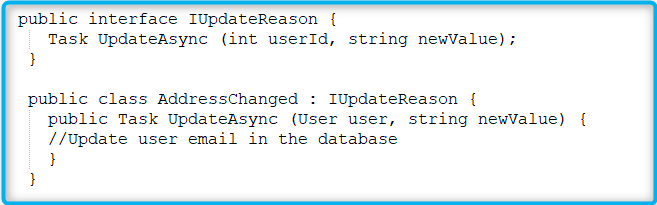 public interface IUpdateReason {
Task UpdateAsync (int userId, string newValue);
}
public class AddressChanged : IUpdateReason {
public Task UpdateAsync (User user, string newValue) {
//Update user email in the database
}
}